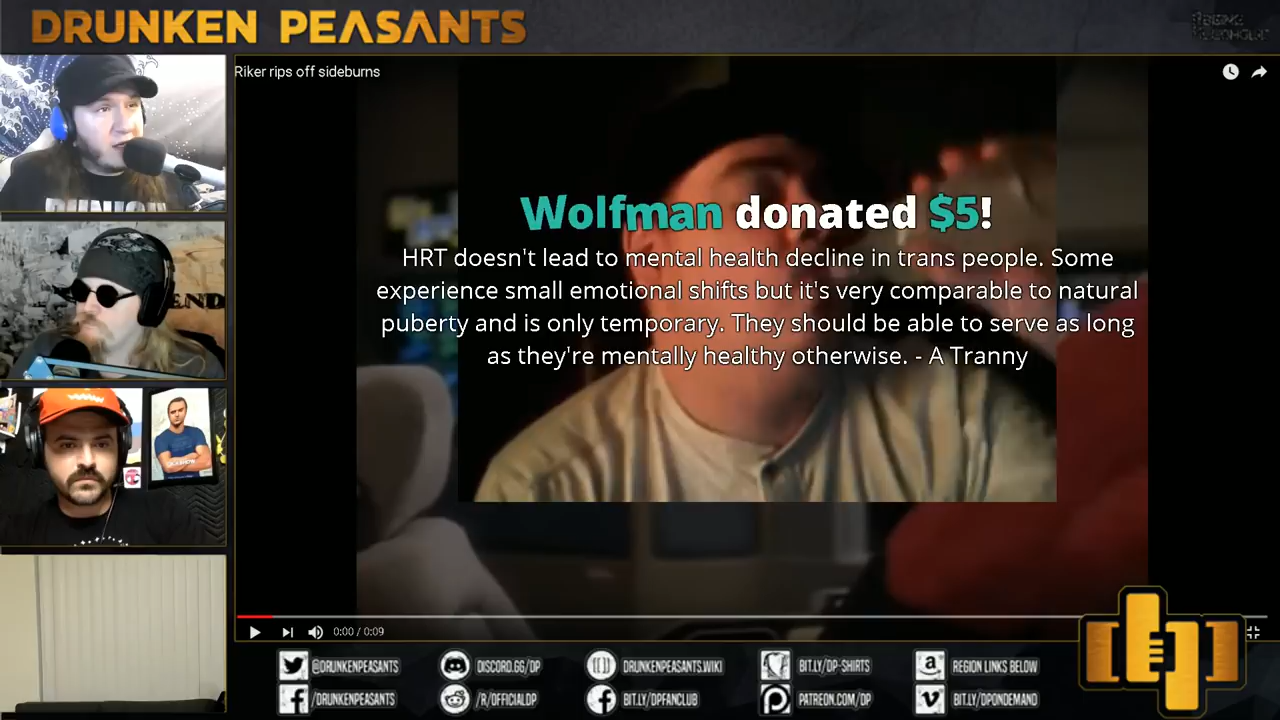 DRUNKEN PEASANTS
Riker rips off sideburns
Wolfman donated $5!
HRT doesn't lead to mental health decline in trans people. Some
experience small emotional shifts but it's very comparable to natural
puberty and is only temporary. They should be able to serve as long
as they're mentally healthy otherwise. - A Tranny
0:00 / 0:09
@DRUNKENPEASANTS
DISCORD.GG/DP
DRUNKENPEASANTS.WIKI
BIT.LY/DP-SHIRTS
REGION LINKS BELOW
/DRUNKENPEASANTS
/R/OFFICIALDP
BIT.LY/DPFANCLUB
PATREON.COM/DP
BIT.LY/DPONDEMAND